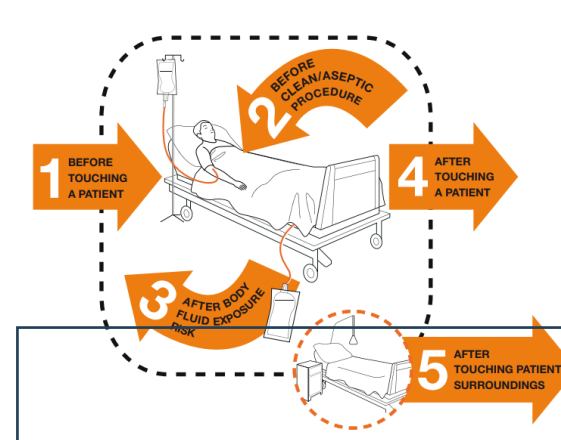 1 BEFORE
TOUCHING
A PATIENT
2 BEFORE
CLEAN/ASEPTIC
PROCEDURE
3 AFTER BODY
FLUID EXPOSURE
RISK
4 AFTER
TOUCHING
A PATIENT
5 AFTER
TOUCHING PATIENT
SURROUNDINGS